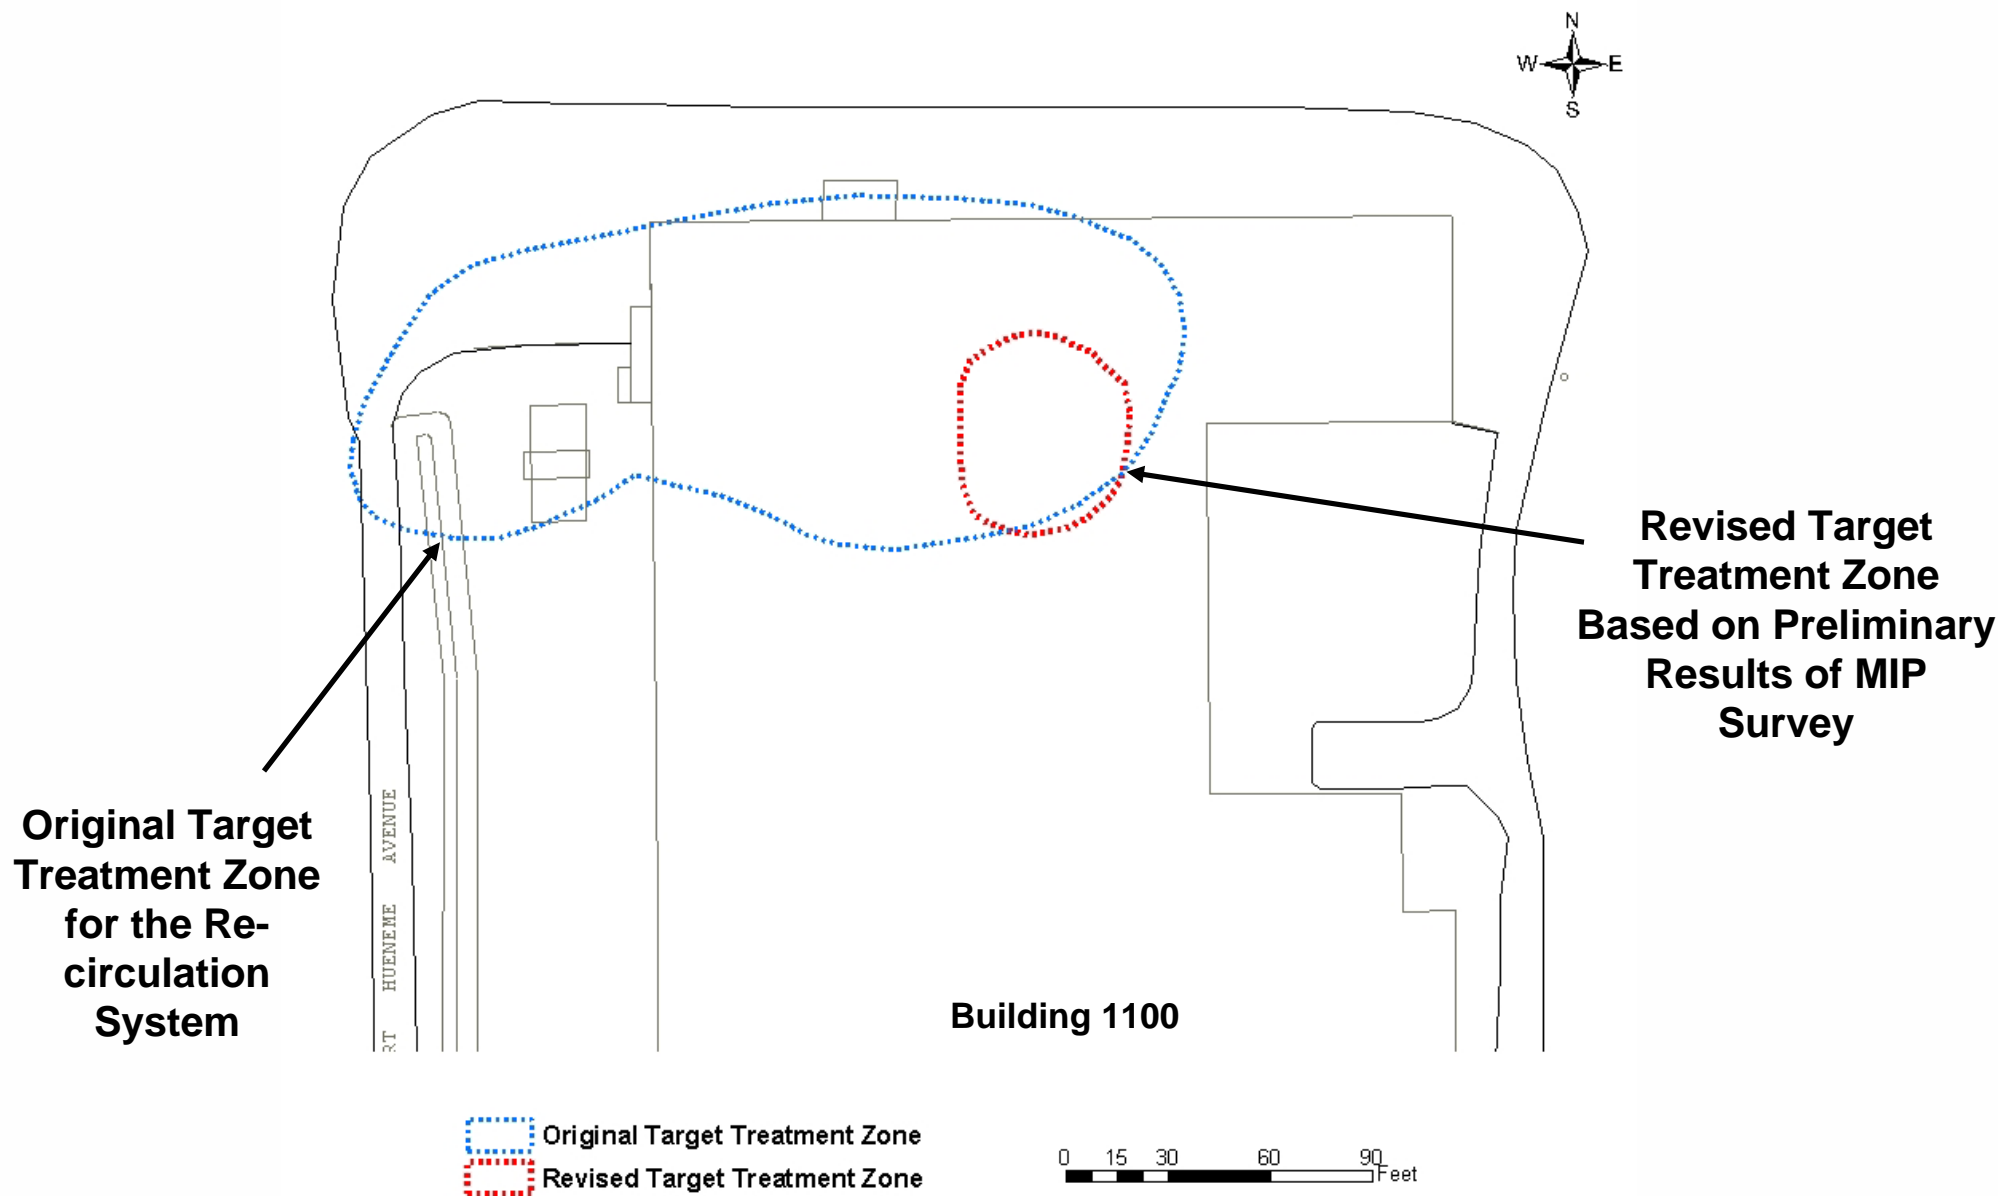 N
W E
S
Revised Target
Treatment Zone
Based on Preliminary
Results of MIP
Survey
Original Target
Treatment Zone
for the Re-
circulation
System
RT HUENEME AVENUE
Building 1100
Original Target Treatment Zone
Revised Target Treatment Zone
0 15 30 60 90
Feet